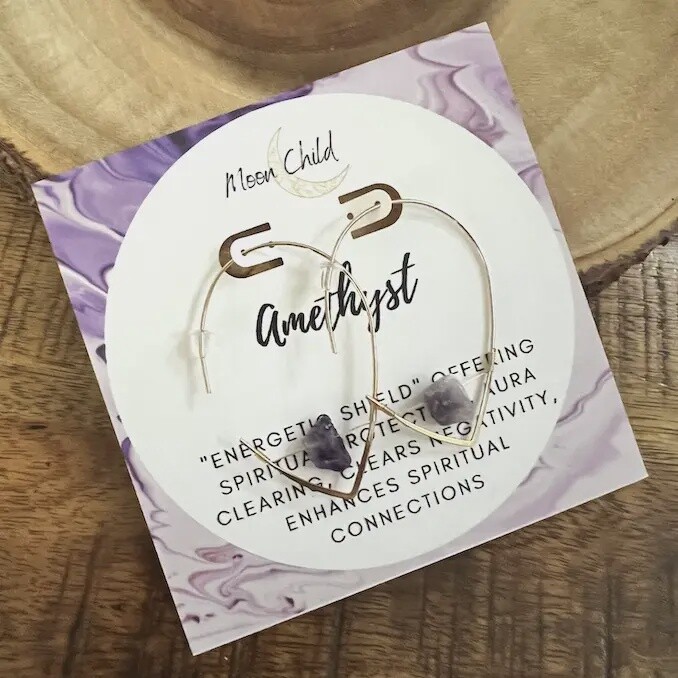 Moon Child
Amethyst
"ENERGETIC SHIELD" OFFERING
SPIRITUAL PROTECTION, AURA
CLEARING, CLEARS NEGATIVITY,
ENHANCES SPIRITUAL
CONNECTIONS